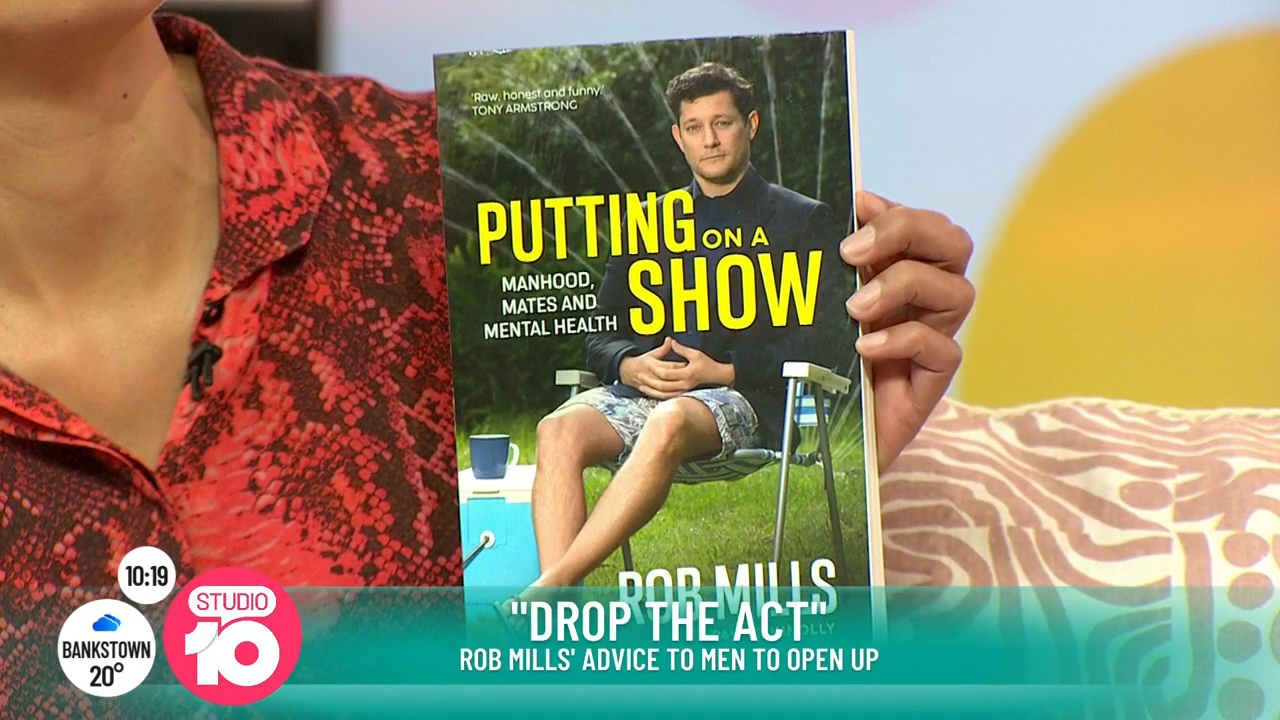 'Raw, honest and funny.'
TONY ARMSTRONG
PUTTING ON A
SHOW
MANHOOD,
MATES AND
MENTAL HEALTH
ROB MILLS
10:19
BANKSTOWN
20°
STUDIO
10
"DROP THE ACT"
ROB MILLS' ADVICE TO MEN TO OPEN UP